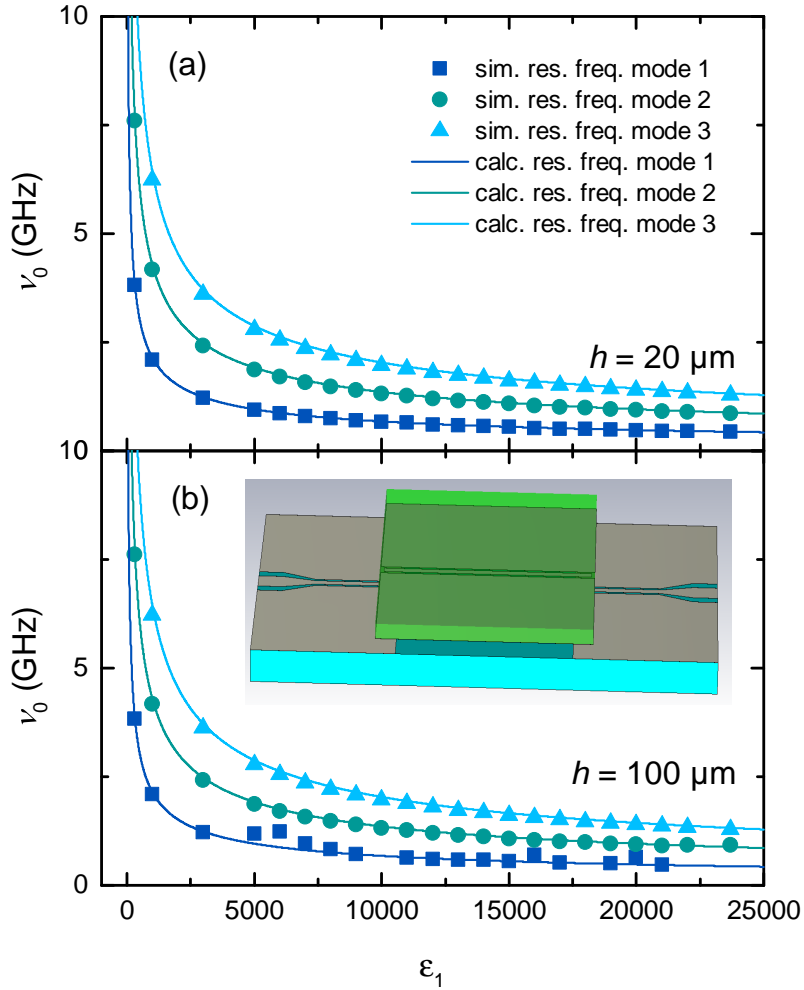 10
(a)
sim. res. freq. mode 1
sim. res. freq. mode 2
sim. res. freq. mode 3
calc. res. freq. mode 1
calc. res. freq. mode 2
calc. res. freq. mode 3
ν0 (GHz)
5
h = 20 μm
10
(b)
ν0 (GHz)
5
h = 100 μm
0
0 5000 10000 15000 20000 25000
ε1